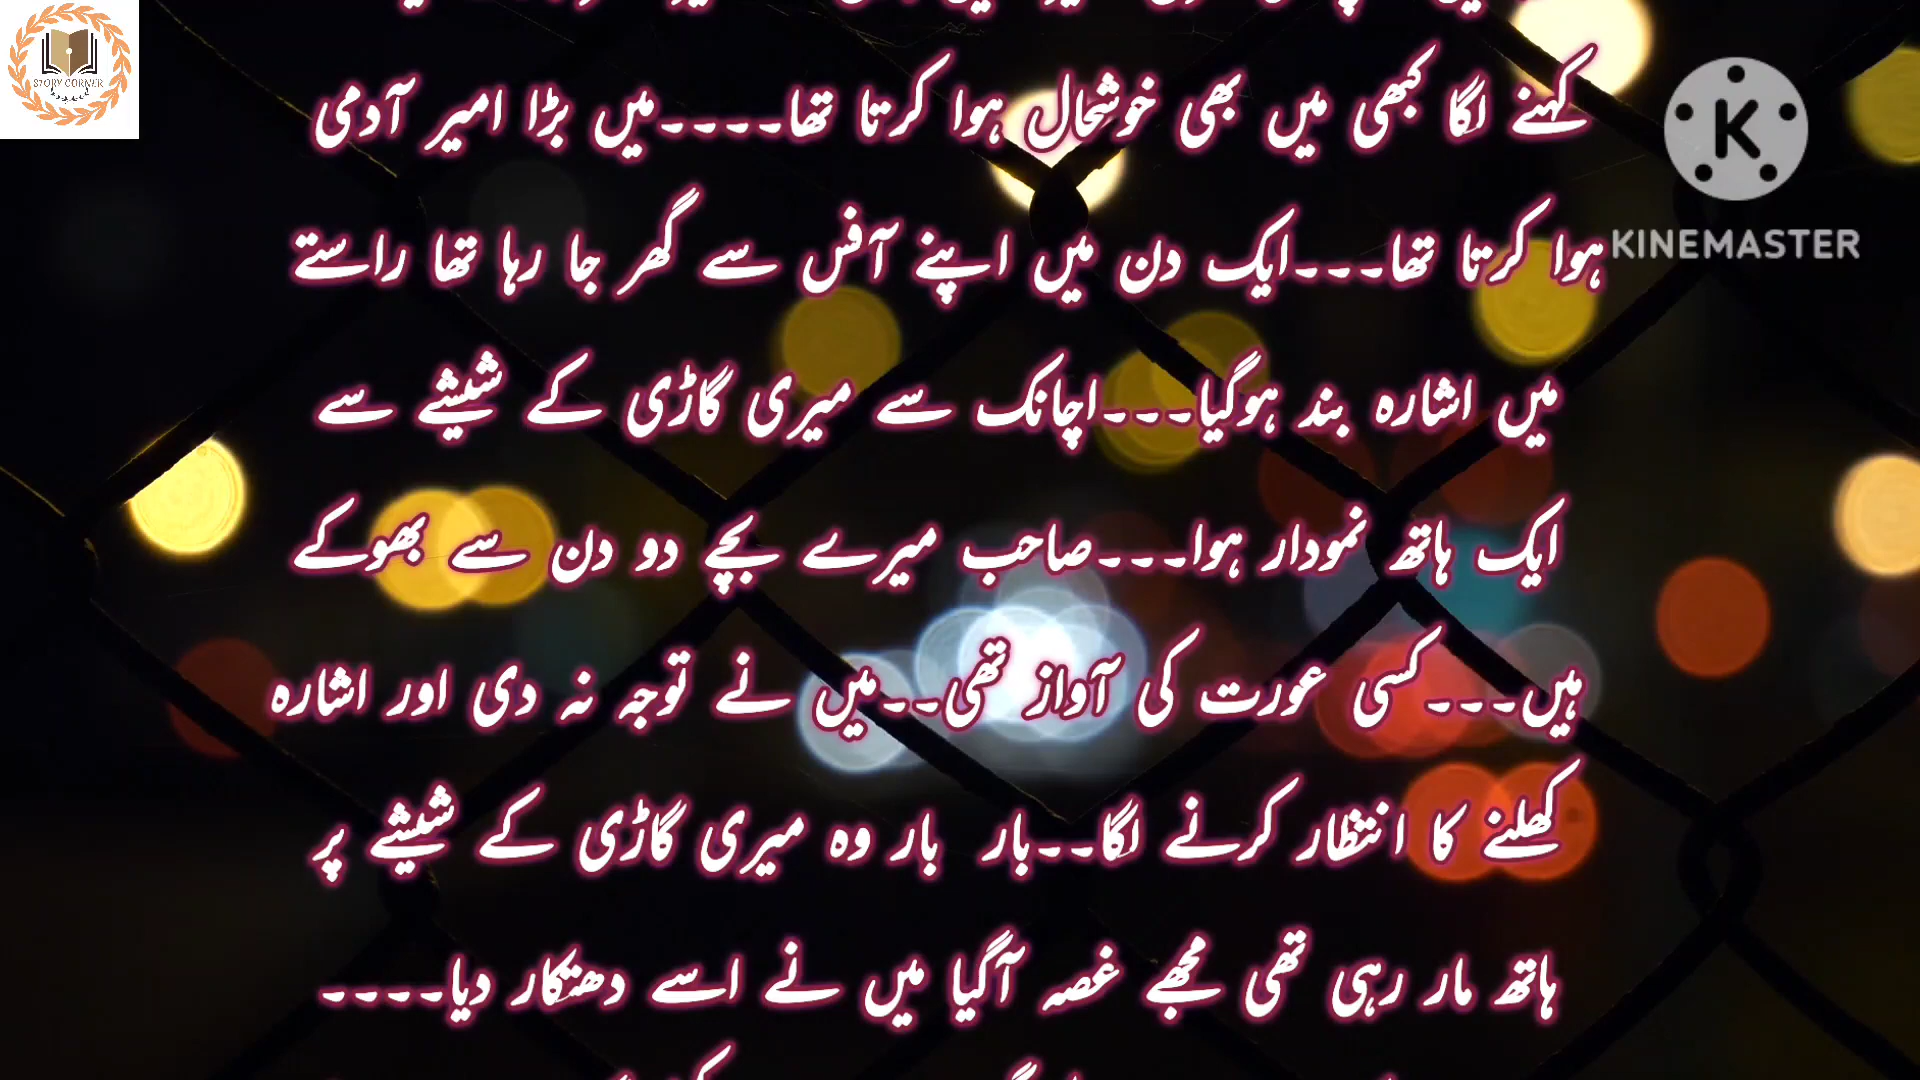 STORY CORNER
KINEMASTER
کہنے لگا کبھی میں بھی خوشحال ہوا کرتا تھا۔۔۔۔میں بڑا امیر آدمی
ہوا کرتا تھا۔۔۔ایک دن میں اپنے آفس سے گھر جا رہا تھا راستے
میں اشارہ بند ہوگیا۔۔۔اچانک سے میری گاڑی کے شیشے سے
ایک ہاتھ نمودار ہوا۔۔۔صاحب میرے بچے دو دن سے بھوکے
ہیں۔۔۔کسی عورت کی آواز تھی۔۔میں نے توجہ نہ دی اور اشارہ
کھلنے کا انتظار کرنے لگا۔۔بار بار وہ میری گاڑی کے شیشے پر
ہاتھ مار رہی تھی مجھے غصہ آگیا میں نے اسے دھتکار دیا۔۔۔۔